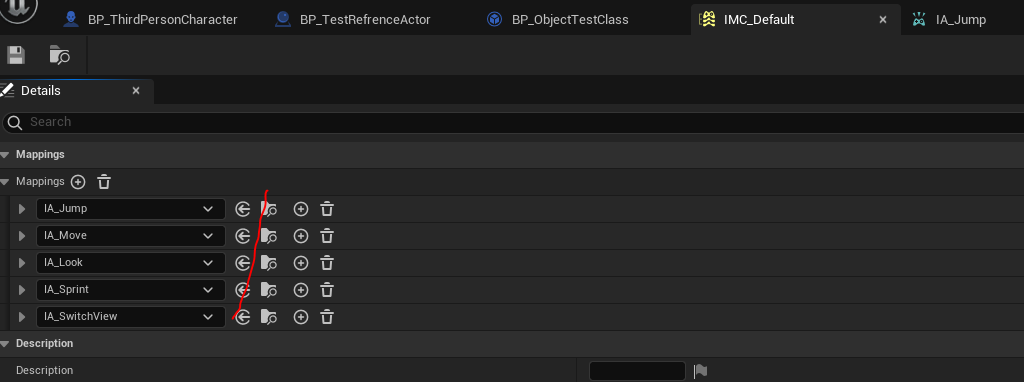 BP_ThirdPersonCharacter BP_TestRefrenceActor BP_ObjectTestClass IMC_Default IA_Jump
Details
Search
Mappings
Mappings
IA_Jump
IA_Move
IA_Look
IA_Sprint
IA_SwitchView
Description
Description